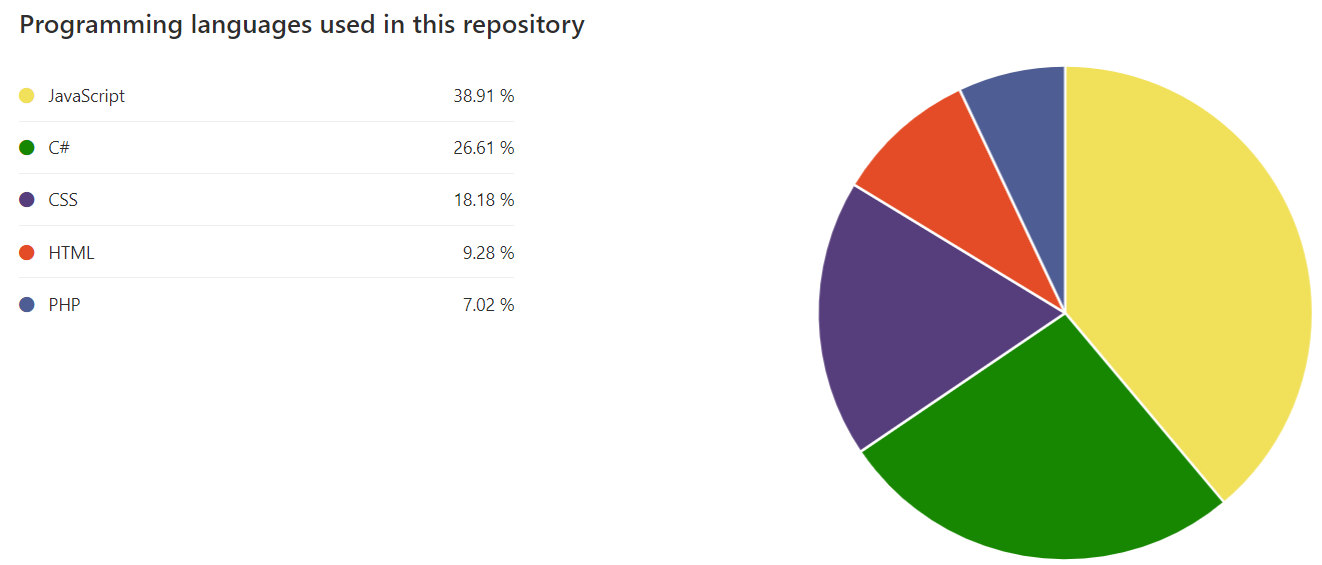 Programming languages used in this repository
JavaScript 38.91 %
C# 26.61 %
CSS 18.18 %
HTML 9.28 %
PHP 7.02 %